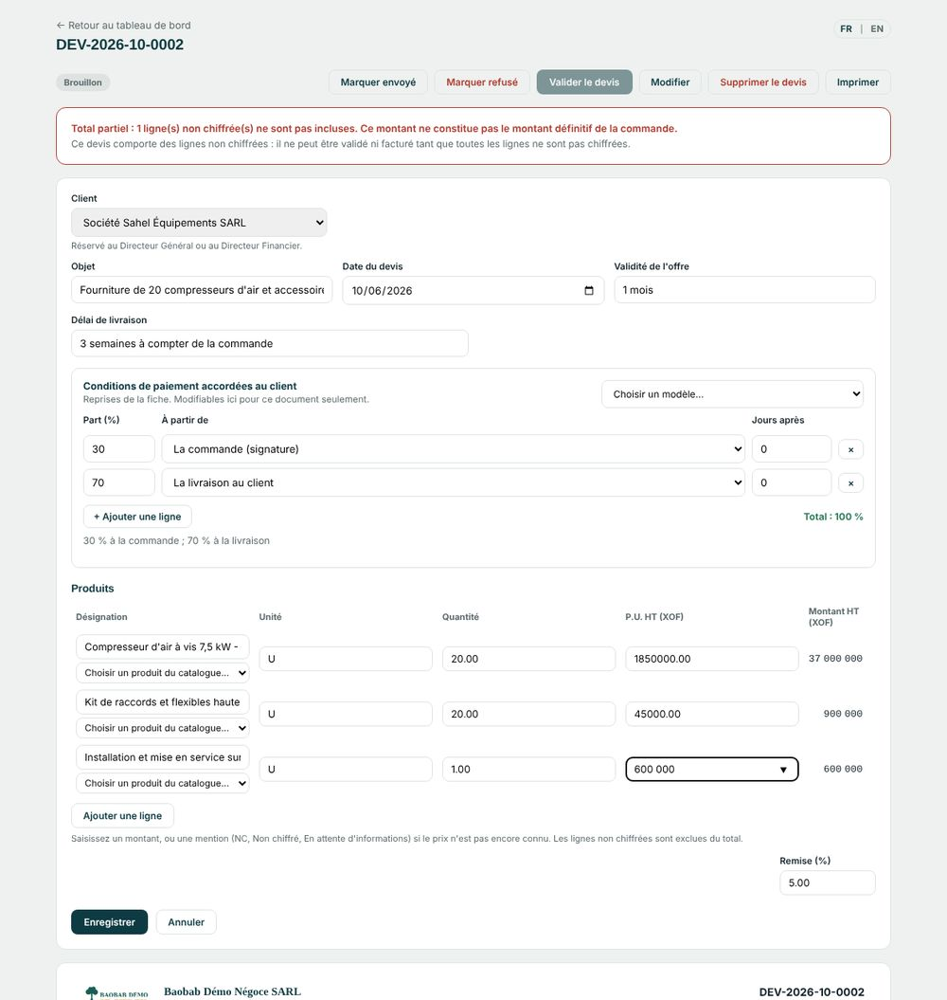 ← Retour au tableau de bord
FR | EN
DEV-2026-10-0002
Brouillon
Marquer envoyé
Marquer refusé
Valider le devis
Modifier
Supprimer le devis
Imprimer
Total partiel : 1 ligne(s) non chiffrée(s) ne sont pas incluses. Ce montant ne constitue pas le montant définitif de la commande.
Ce devis comporte des lignes non chiffrées : il ne peut être validé ni facturé tant que toutes les lignes ne sont pas chiffrées.
Client
Société Sahel Équipements SARL
Réservé au Directeur Général ou au Directeur Financier.
Objet
Date du devis
Validité de l'offre
Fourniture de 20 compresseurs d'air et accessoire
10/06/2026
1 mois
Délai de livraison
3 semaines à compter de la commande
Conditions de paiement accordées au client
Reprises de la fiche. Modifiables ici pour ce document seulement.
Choisir un modèle…
Part (%)
À partir de
Jours après
30
La commande (signature)
0
×
70
La livraison au client
0
×
+ Ajouter une ligne
Total : 100 %
30 % à la commande ; 70 % à la livraison
Produits
Désignation
Unité
Quantité
P.U. HT (XOF)
Montant HT (XOF)
Compresseur d'air à vis 7,5 kW -
Choisir un produit du catalogue…
U
20.00
1850000.00
37 000 000
Kit de raccords et flexibles haute
Choisir un produit du catalogue…
U
20.00
45000.00
900 000
Installation et mise en service sur
Choisir un produit du catalogue…
U
1.00
600 000
▼
600 000
Ajouter une ligne
Saisissez un montant, ou une mention (NC, Non chiffré, En attente d'informations) si le prix n'est pas encore connu. Les lignes non chiffrées sont exclues du total.
Remise (%)
5.00
Enregistrer
Annuler
BAOBAB DÉMO
Baobab Démo Négoce SARL
DEV-2026-10-0002